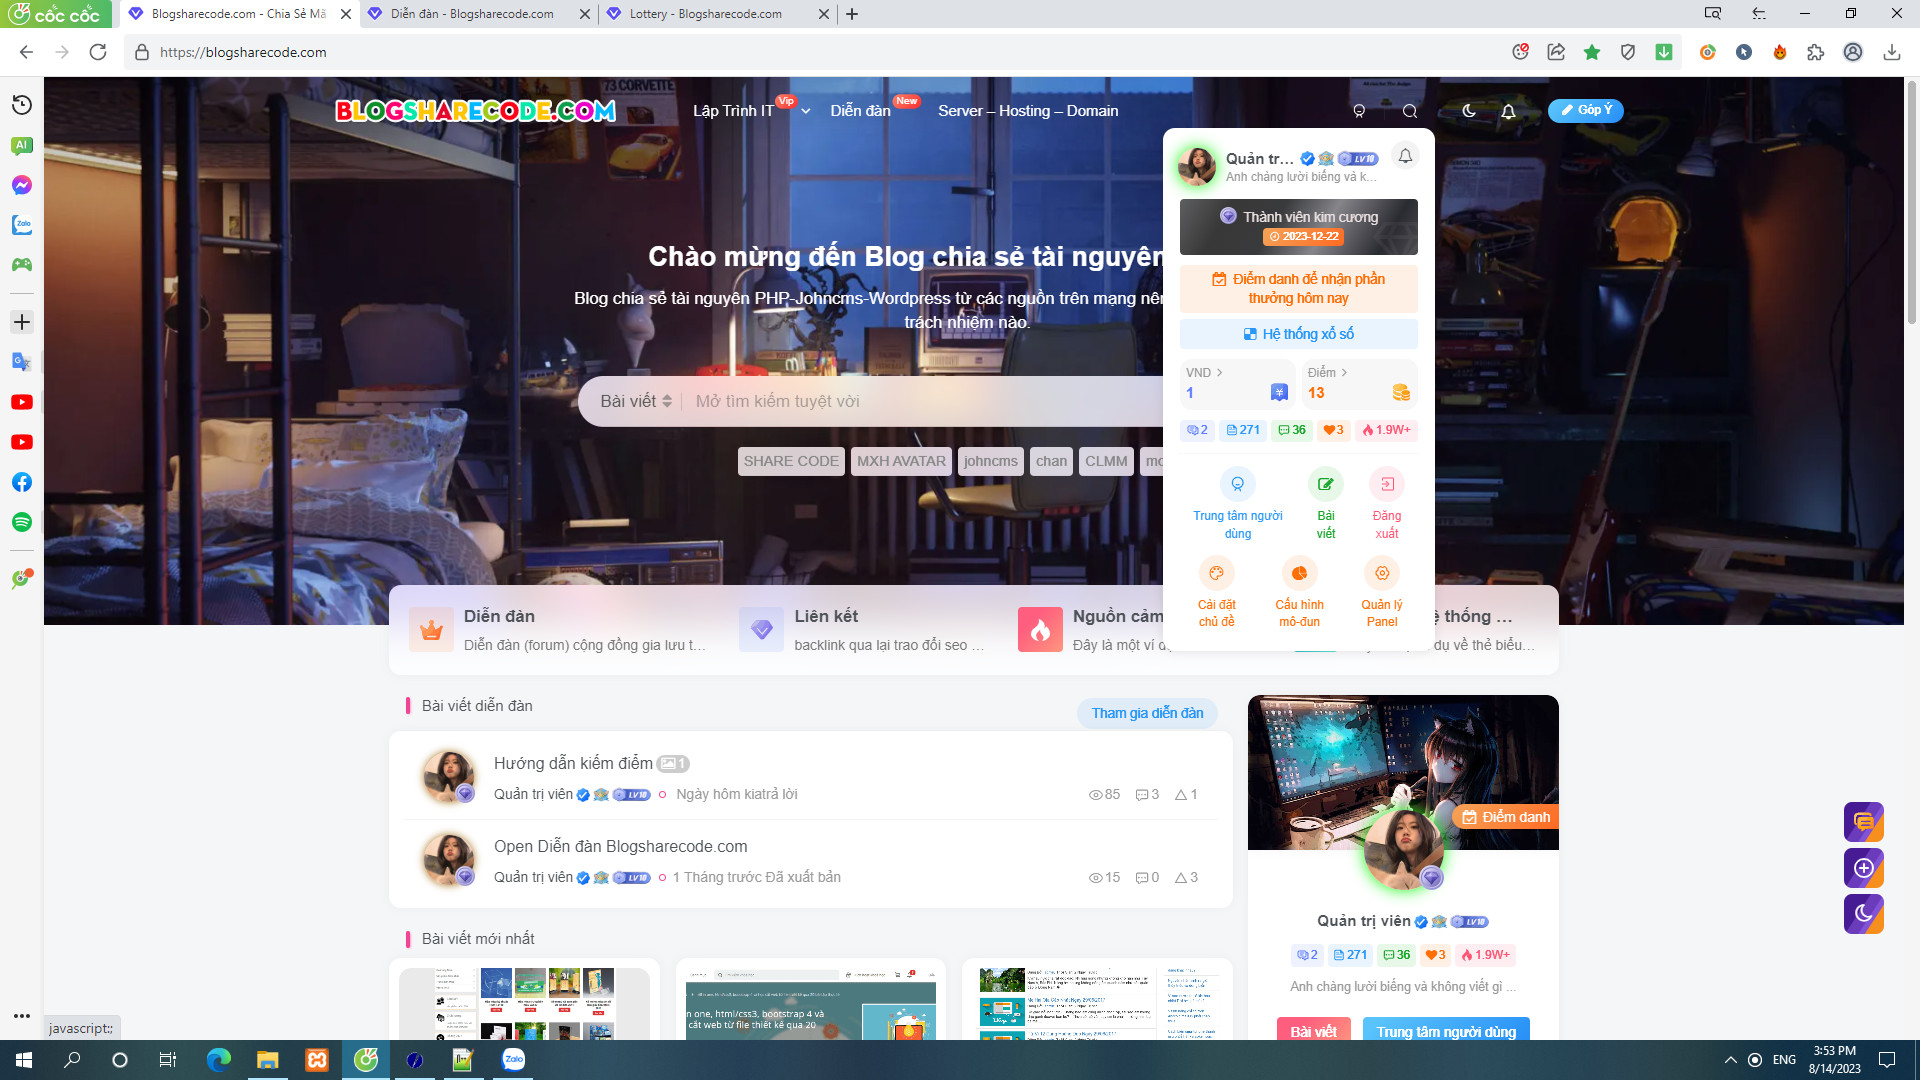 cốc cốc
Blogsharecode.com - Chia Sẻ Mã
Diễn đàn - Blogsharecode.com
Lottery - Blogsharecode.com
https://blogsharecode.com
73 CORVETTE
BLOGSHARECODE.COM
Lập Trình IT
Vip
Diễn đàn
New
Server – Hosting – Domain
Góp Ý
AI
Zalo
Quản tr...
LV10
Anh chàng lười biếng và k...
Thành viên kim cương
2023-12-22
Điểm danh để nhận phần
thưởng hôm nay
Hệ thống xổ số
VND
1
Điểm
13
2
271
36
3
1.9W+
Trung tâm người
dùng
Bài
viết
Đăng
xuất
Cài đặt
chủ đề
Cấu hình
mô-đun
Quản lý
Panel
Chào mừng đến Blog chia sẻ tài nguyên
Blog chia sẻ tài nguyên PHP-Johncms-Wordpress từ các nguồn trên mạng nên
trách nhiệm nào.
Bài viết
Mở tìm kiếm tuyệt vời
SHARE CODE
MXH AVATAR
johncms
chan
CLMM
Diễn đàn
Diễn đàn (forum) cộng đồng gia lưu t...
Liên kết
backlink qua lại trao đổi seo ...
Nguồn cảm
Đây là một ví
thống ...
dụ về thẻ biểu...
Bài viết diễn đàn
Tham gia diễn đàn
Hướng dẫn kiếm điểm
1
Quản trị viên
LV10
Ngày hôm kiatrả lời
85
3
1
Open Diễn đàn Blogsharecode.com
Quản trị viên
LV10
1 Tháng trước Đã xuất bản
15
0
3
Bài viết mới nhất
n one, html/css3, bootstrap 4 và
cắt web từ file thiết kế qua 20
Điểm danh
Quản trị viên
LV10
2
271
36
3
1.9W+
Anh chàng lười biếng và không viết gì ...
Bài viết
Trung tâm người dùng
javascript:;
Zalo
ENG
3:53 PM
8/14/2023